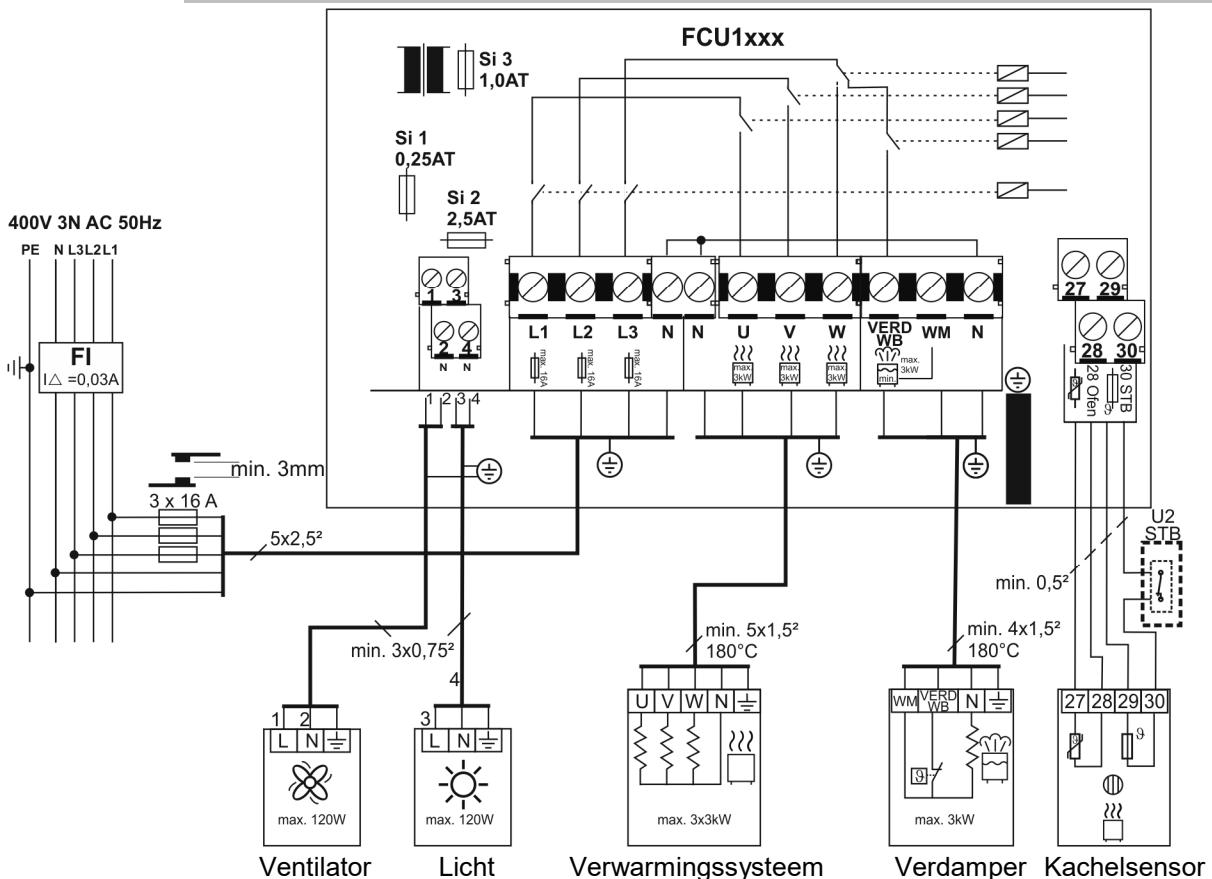 FCU1xxx
Si 3
1,0AT
Si 1
0,25AT
Si 2
2,5AT
400V 3N AC 50Hz
PE N L3 L2 L1
FI
I△ =0,03A
1 3
2 4
N N
L1 L2 L3 N N U V W VERD WB WM N
max. 16A
max. 16A
max. 16A
max. 3kW
max. 3kW
max. 3kW
min.
max. 3kW
27 29
28 30
28 Ofen
30 STB
ϑ
1 2 3 4
min. 3mm
3 x 16 A
5x2,5²
U2
STB
min. 0,5²
min. 3x0,75²
min. 5x1,5²
180°C
min. 4x1,5²
180°C
4
1 2
L N
max. 120W
3
L N
max. 120W
U V W N
max. 3x3kW
WM VERD WB N
ϑ
max. 3kW
27 28 29 30
ϑ
Ventilator Licht Verwarmingssysteem Verdamper Kachelsensor